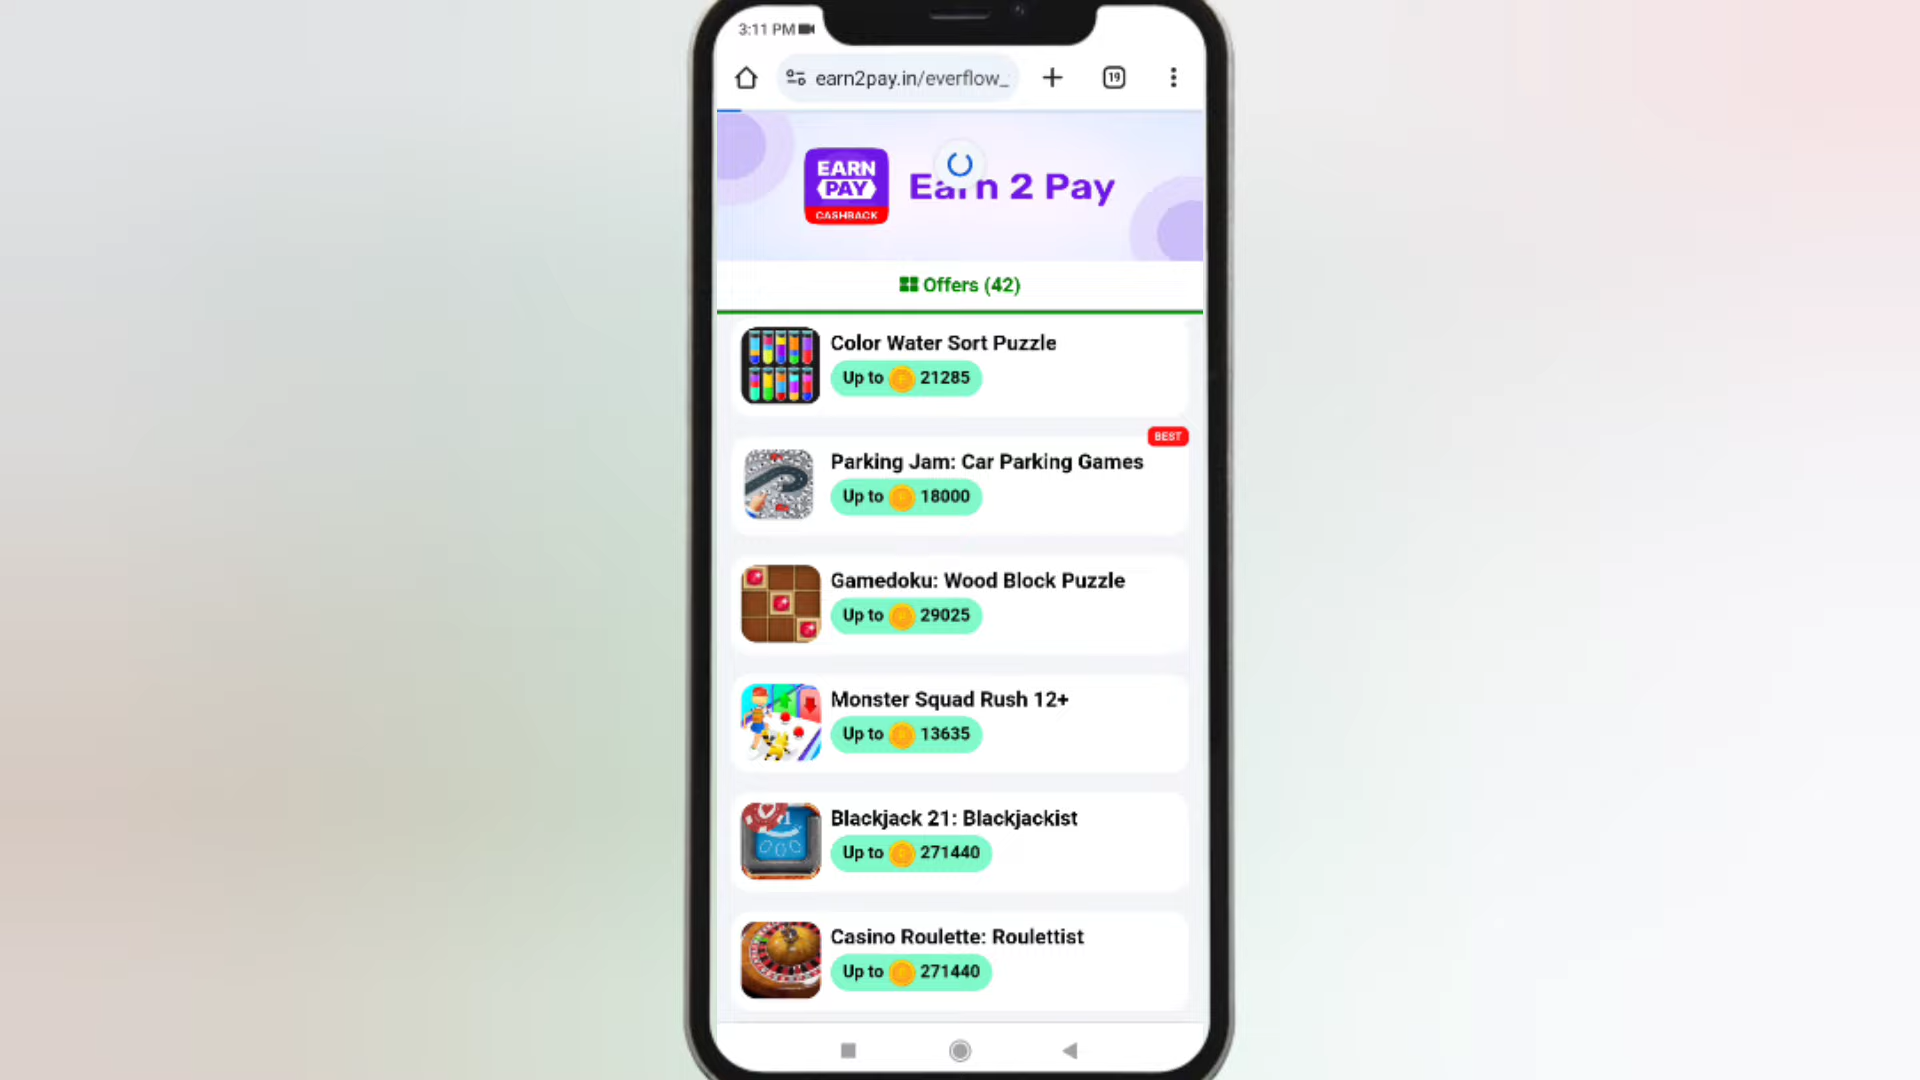 3:11 PM
earn2pay.in/everflow_
19
EARN
PAY
CASHBACK
Earn 2 Pay
Offers (42)
Color Water Sort Puzzle
Up to 21285
BEST
Parking Jam: Car Parking Games
Up to 18000
Gamedoku: Wood Block Puzzle
Up to 29025
Monster Squad Rush 12+
Up to 13635
Blackjack 21: Blackjackist
Up to 271440
Casino Roulette: Roulettist
Up to 271440